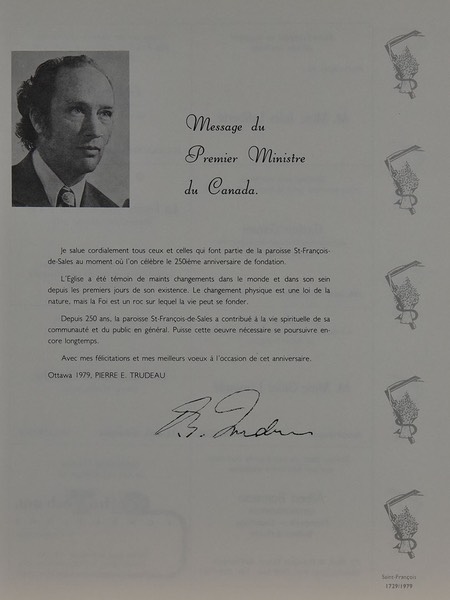 Message du
Premier Ministre
du Canada.
Je salue cordialement tous ceux et celles qui font partie de la paroisse St-François-
de-Sales au moment où l'on célèbre le 250ième anniversaire de fondation.
L'Eglise a été témoin de maints changements dans le monde et dans son sein
depuis les premiers jours de son existence. Le changement physique est une loi de la
nature, mais la Foi est un roc sur lequel la vie peut se fonder.
Depuis 250 ans, la paroisse St-François-de-Sales a contribué à la vie spirituelle de sa
communauté et du public en général. Puisse cette oeuvre nécessaire se poursuivre en-
core longtemps.
Avec mes félicitations et mes meilleurs voeux à l'occasion de cet anniversaire.
Ottawa 1979, PIERRE E. TRUDEAU
Saint-François
1729-1979